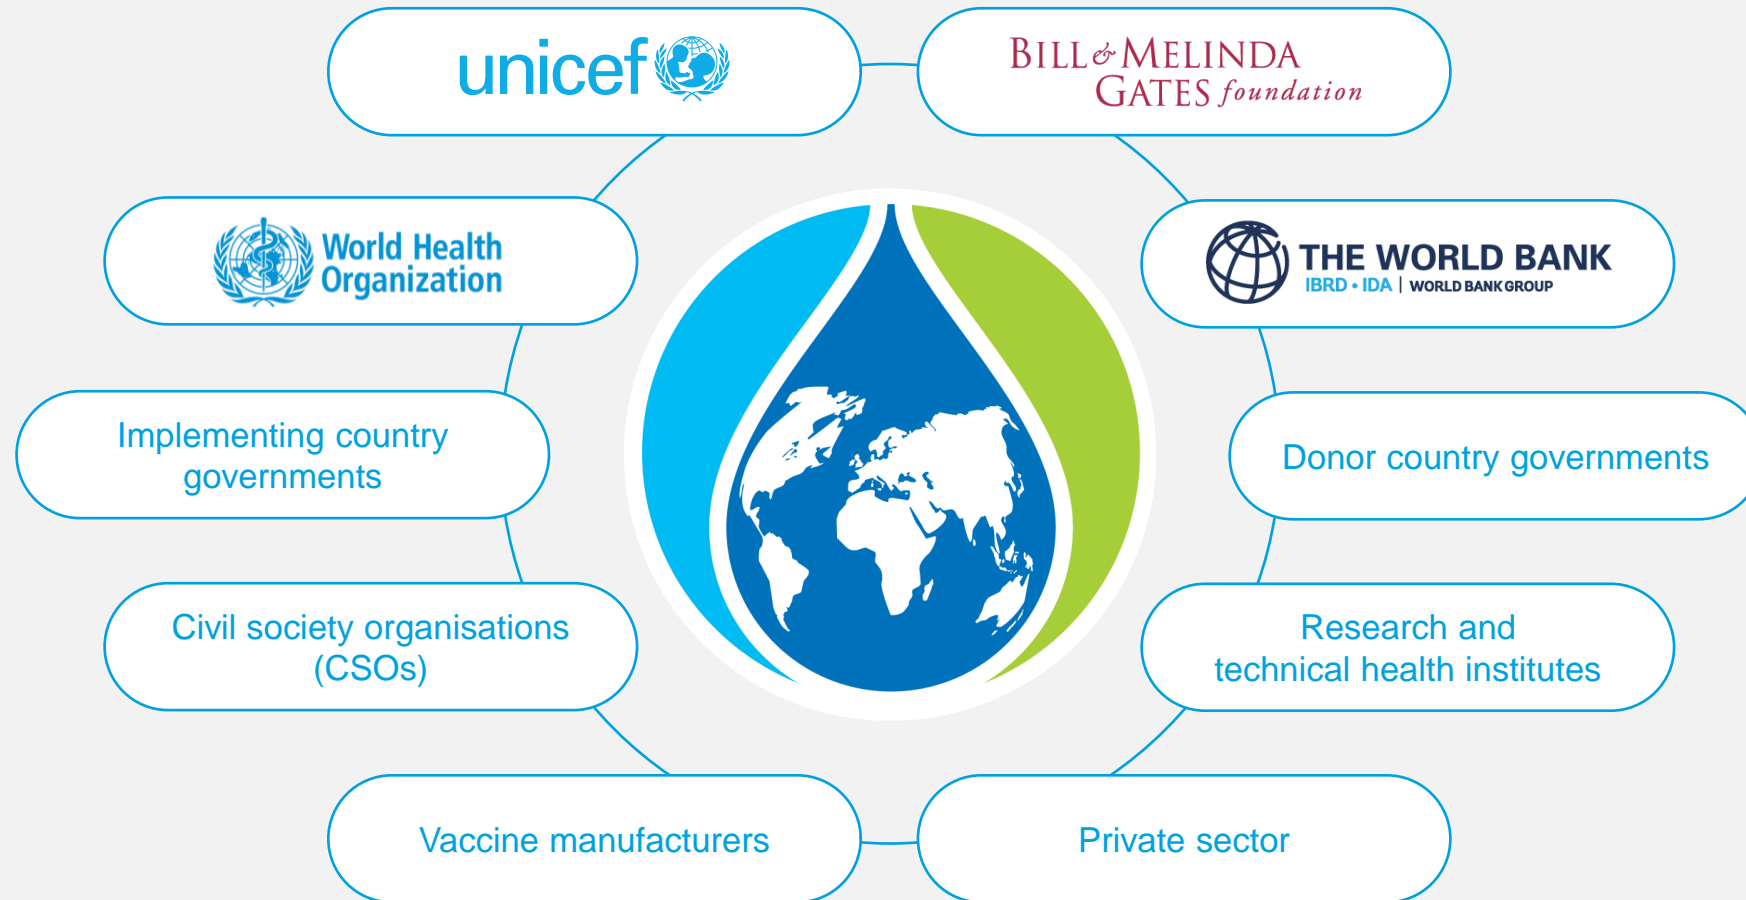 unicef
BILL & MELINDA
GATES foundation
World Health
Organization
THE WORLD BANK
IBRD • IDA | WORLD BANK GROUP
Implementing country
governments
Donor country governments
Civil society organisations
(CSOs)
Research and
technical health institutes
Vaccine manufacturers
Private sector